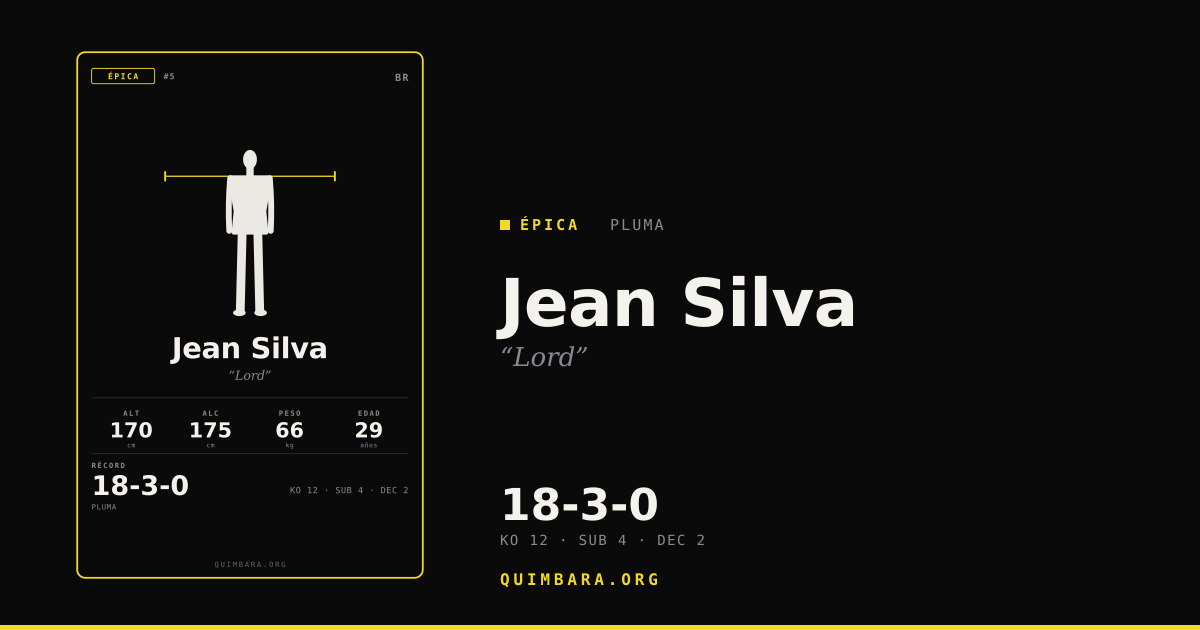 ÉPICA #5 BR
Jean Silva
“Lord”
ALT ALC PESO EDAD
170 175 66 29
cm cm kg años
RÉCORD
18-3-0 KO 12 · SUB 4 · DEC 2
PLUMA
QUIMBARA.ORG
ÉPICA PLUMA
Jean Silva
“Lord”
18-3-0
KO 12 · SUB 4 · DEC 2
QUIMBARA.ORG